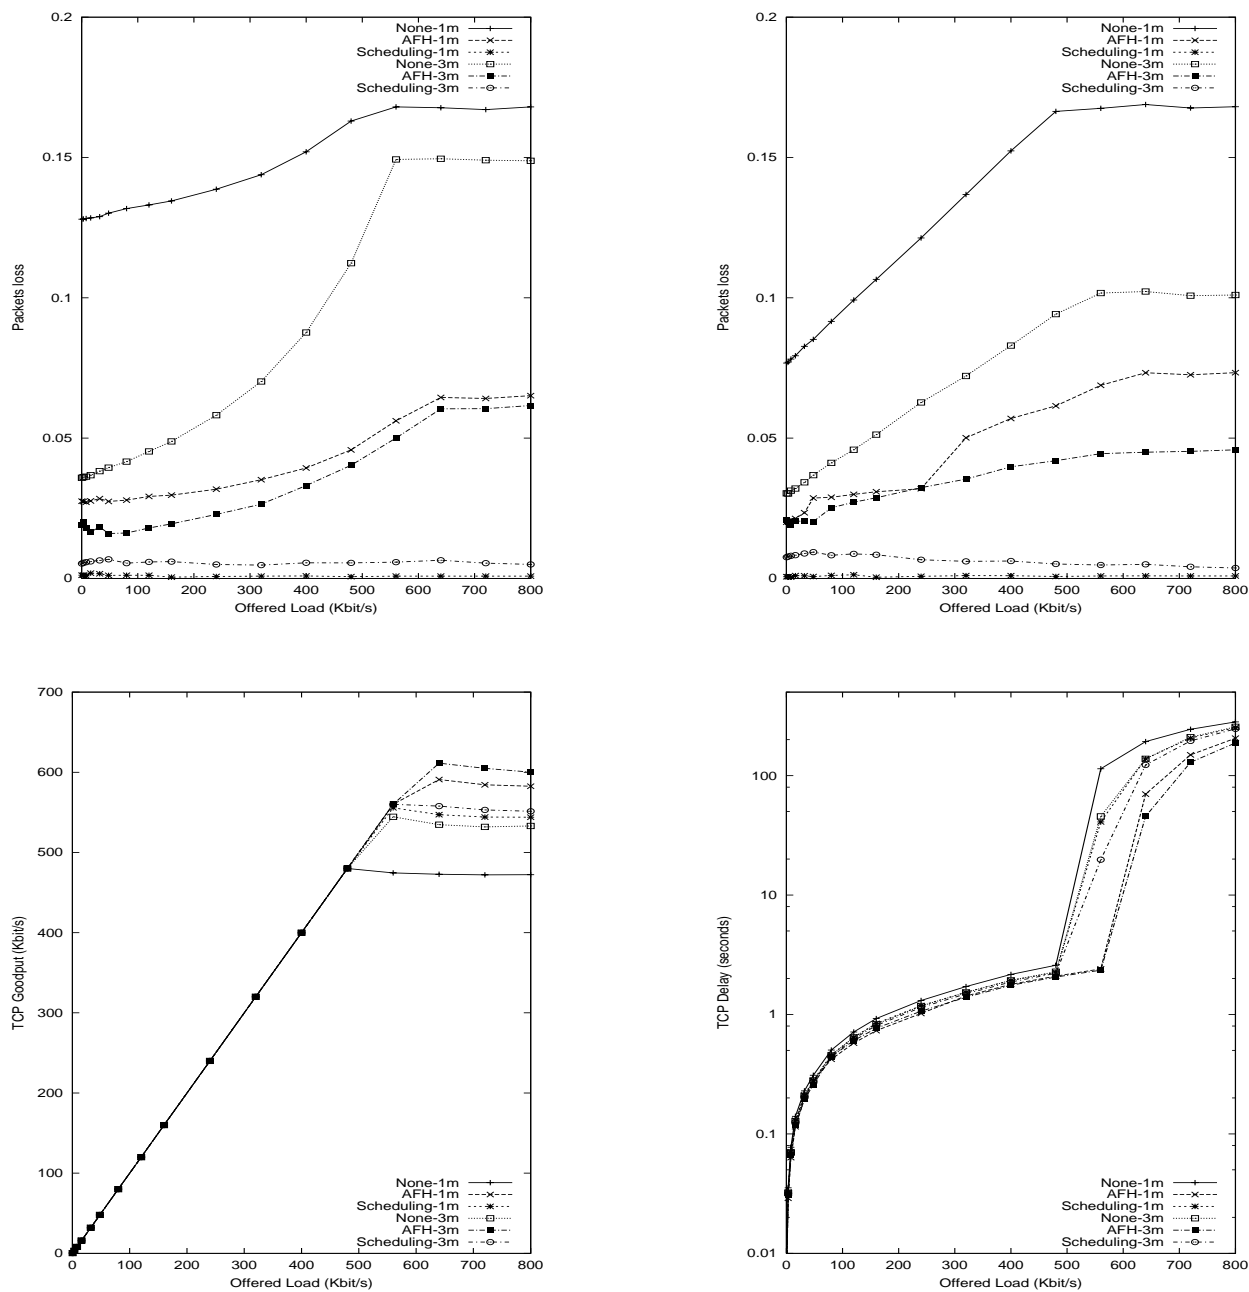 0.2
0.15
0.1
0.05
0
Packets loss
None-1m
AFH-1m
Scheduling-1m
None-3m
AFH-3m
Scheduling-3m
0 100 200 300 400 500 600 700 800
Offered Load (Kbit/s)
0.2
0.15
0.1
0.05
0
Packets loss
None-1m
AFH-1m
Scheduling-1m
None-3m
AFH-3m
Scheduling-3m
0 100 200 300 400 500 600 700 800
Offered Load (Kbit/s)
700
600
500
400
300
200
100
0
TCP Goodput (Kbit/s)
None-1m
AFH-1m
Scheduling-1m
None-3m
AFH-3m
Scheduling-3m
0 100 200 300 400 500 600 700 800
Offered Load (Kbit/s)
100
10
1
0.1
0.01
TCP Delay (seconds)
None-1m
AFH-1m
Scheduling-1m
None-3m
AFH-3m
Scheduling-3m
0 100 200 300 400 500 600 700 800
Offered Load (Kbit/s)